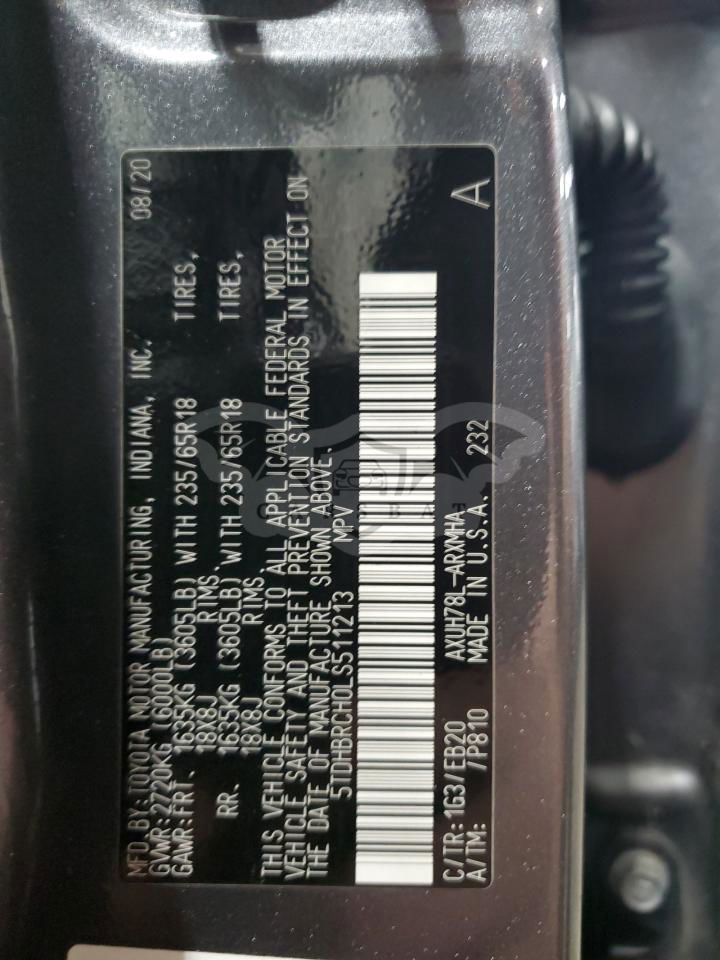 MFD. BY: TOYOTA MOTOR MANUFACTURING, INDIANA, INC. 08/20
GVWR: 2720KG (6000LB)
GAWR: FRT. 1635KG (3605LB) WITH 235/65R18 TIRES,
18X8J RIMS.
RR. 1635KG (3605LB) WITH 235/65R18 TIRES,
18X8J RIMS.
THIS VEHICLE CONFORMS TO ALL APPLICABLE FEDERAL MOTOR
VEHICLE SAFETY AND THEFT PREVENTION STANDARDS IN EFFECT ON
THE DATE OF MANUFACTURE SHOWN ABOVE.
5TDHBRCH0LS511213 MPV
C/TR: 1G3/EB20 AXUH78L-ARXMHA
A/TM: /P810 MADE IN U.S.A. 232 A